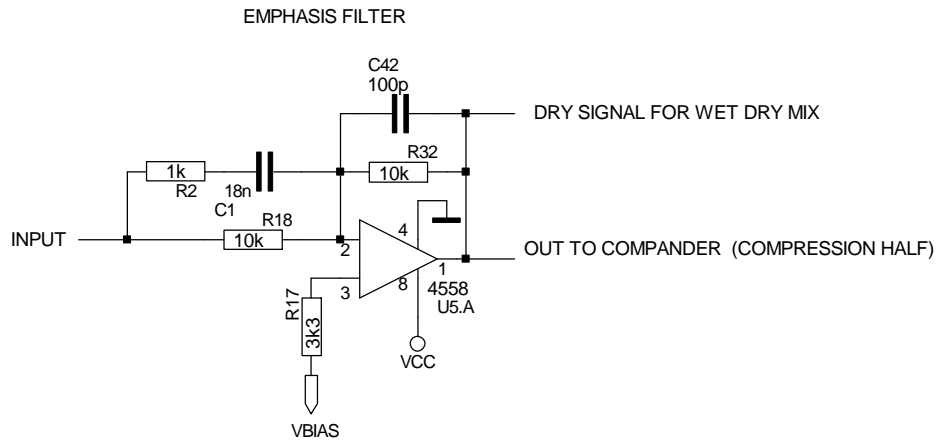 EMPHASIS FILTER
C42
100p
DRY SIGNAL FOR WET DRY MIX
R32
10k
1k
R2
18n
C1
R18
10k
INPUT
2
4
3
8
1
OUT TO COMPANDER (COMPRESSION HALF)
4558
U5.A
R17
3k3
VCC
VBIAS